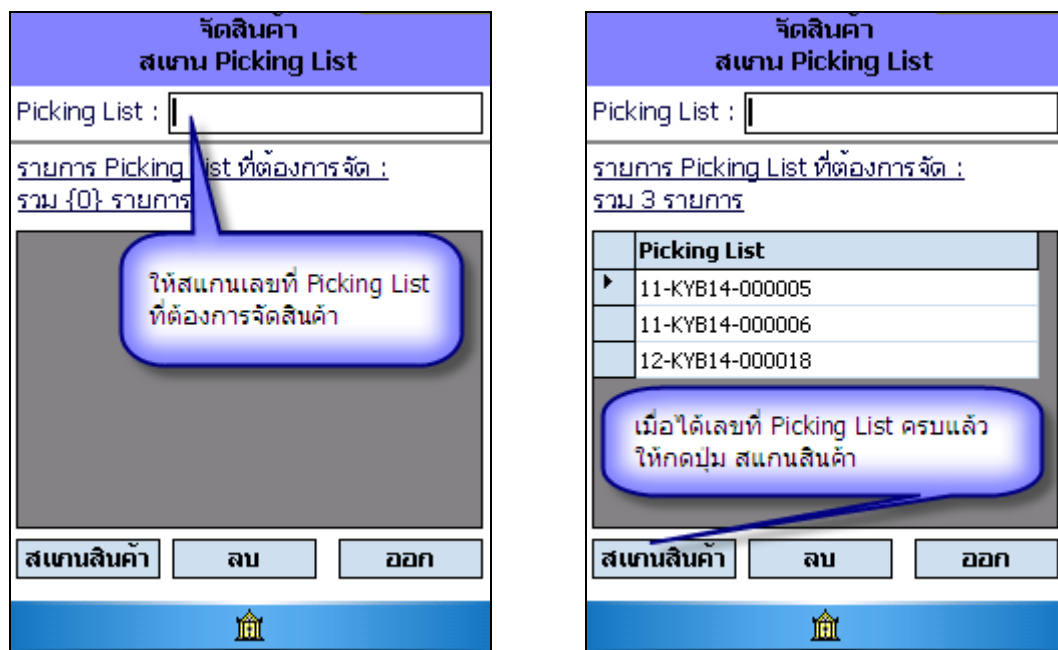 จัดสินค้า
สแกน Picking List
Picking List :
รายการ Picking List ที่ต้องการจัด :
รวม {0} รายการ
ให้สแกนเลขที่ Picking List
ที่ต้องการจัดสินค้า
สแกนสินค้า ลบ ออก
จัดสินค้า
สแกน Picking List
Picking List :
รายการ Picking List ที่ต้องการจัด :
รวม 3 รายการ
Picking List
11-KYB14-000005
11-KYB14-000006
12-KYB14-000018
เมื่อได้เลขที่ Picking List ครบแล้ว
ให้กดปุ่ม สแกนสินค้า
สแกนสินค้า ลบ ออก